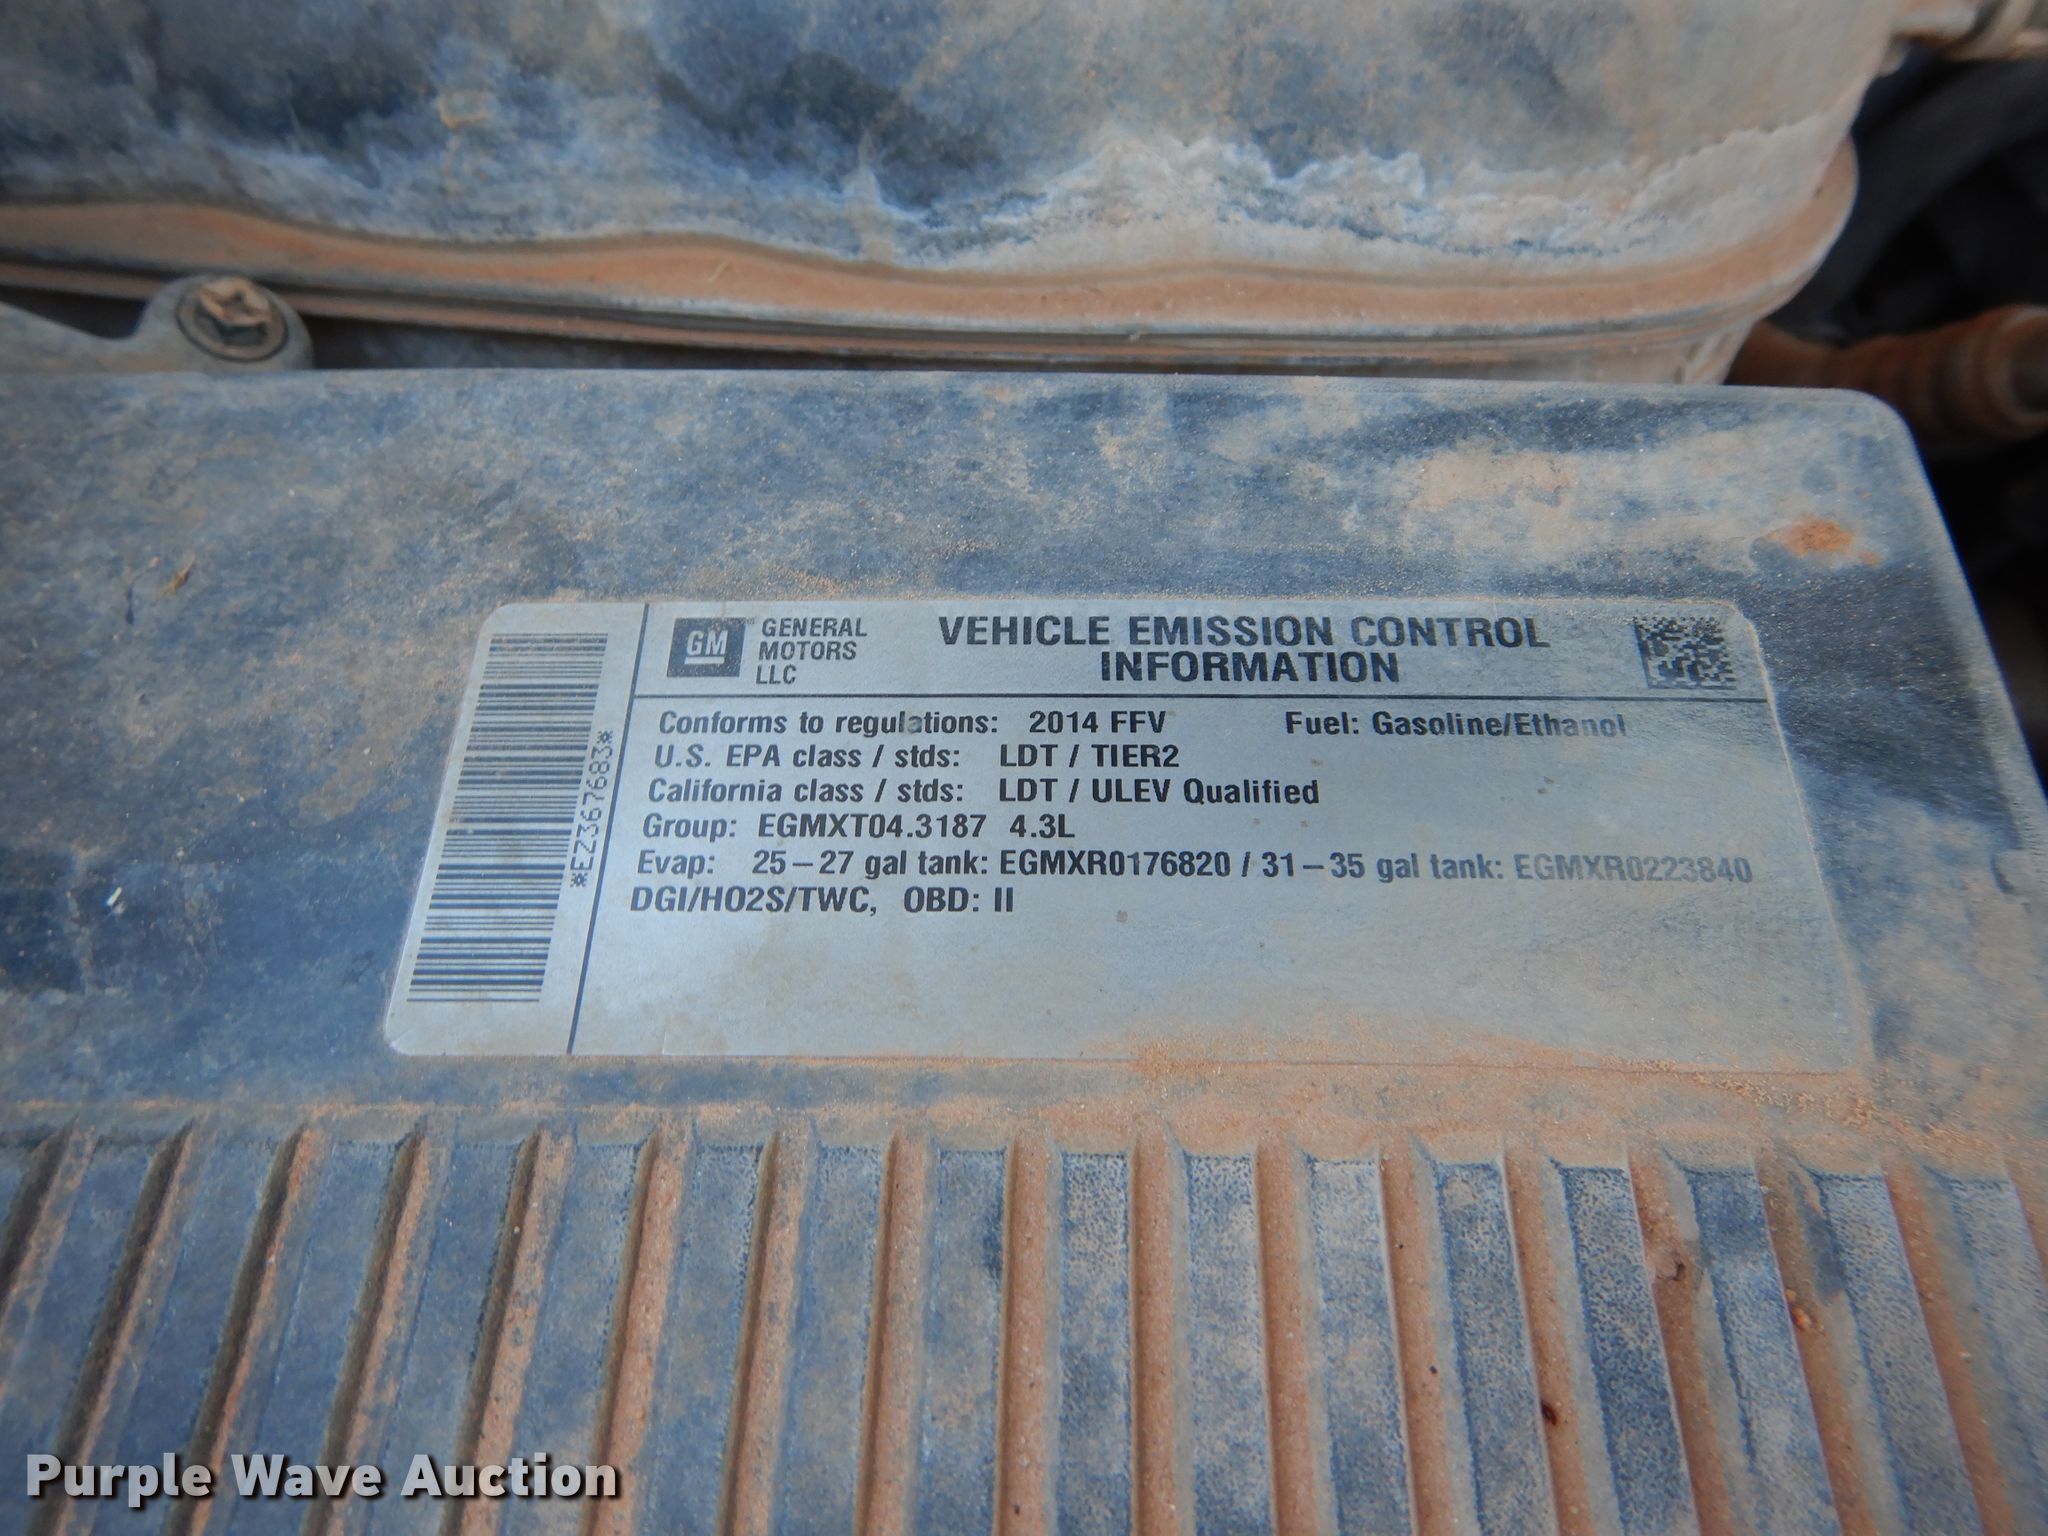 GM
GENERAL
MOTORS
LLC
VEHICLE EMISSION CONTROL
INFORMATION
Conforms to regulations: 2014 FFV Fuel: Gasoline/Ethanol
U.S. EPA class / stds: LDT / TIER2
California class / stds: LDT / ULEV Qualified
Group: EGMXT04.3187 4.3L
Evap: 25–27 gal tank: EGMXR0176820 / 31–35 gal tank: EGMXR0223840
DGI/HO2S/TWC, OBD: II
*EZ367683*
Purple Wave Auction